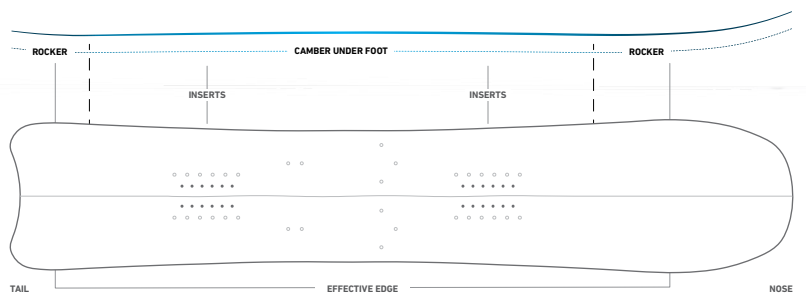 ROCKER
CAMBER UNDER FOOT
ROCKER
INSERTS
INSERTS
TAIL
EFFECTIVE EDGE
NOSE